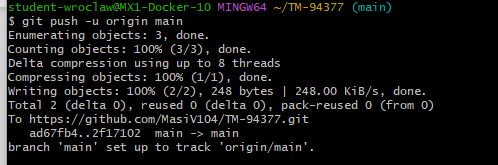 student-wroclaw@MX1-Docker-10 MINGW64 ~/TM-94377 (main)
$ git push -u origin main
Enumerating objects: 3, done.
Counting objects: 100% (3/3), done.
Delta compression using up to 8 threads
Compressing objects: 100% (1/1), done.
Writing objects: 100% (2/2), 248 bytes | 248.00 KiB/s, done.
Total 2 (delta 0), reused 0 (delta 0), pack-reused 0 (from 0)
To https://github.com/MasiV104/TM-94377.git
   ad67fb4..2f17102  main -> main
branch 'main' set up to track 'origin/main'.